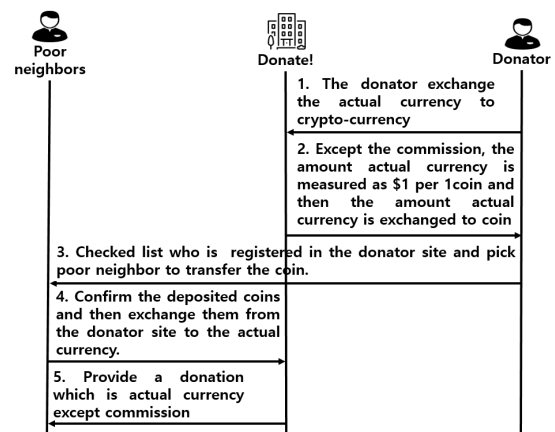 Poor
neighbors
Donate!
Donator
1. The donator exchange
the actual currency to
crypto-currency
2. Except the commission, the
amount actual currency is
measured as $1 per 1coin and
then the amount actual
currency is exchanged to coin
3. Checked list who is registered in the donator site and pick
poor neighbor to transfer the coin.
4. Confirm the deposited coins
and then exchange them from
the donator site to the actual
currency.
5. Provide a donation
which is actual currency
except commission